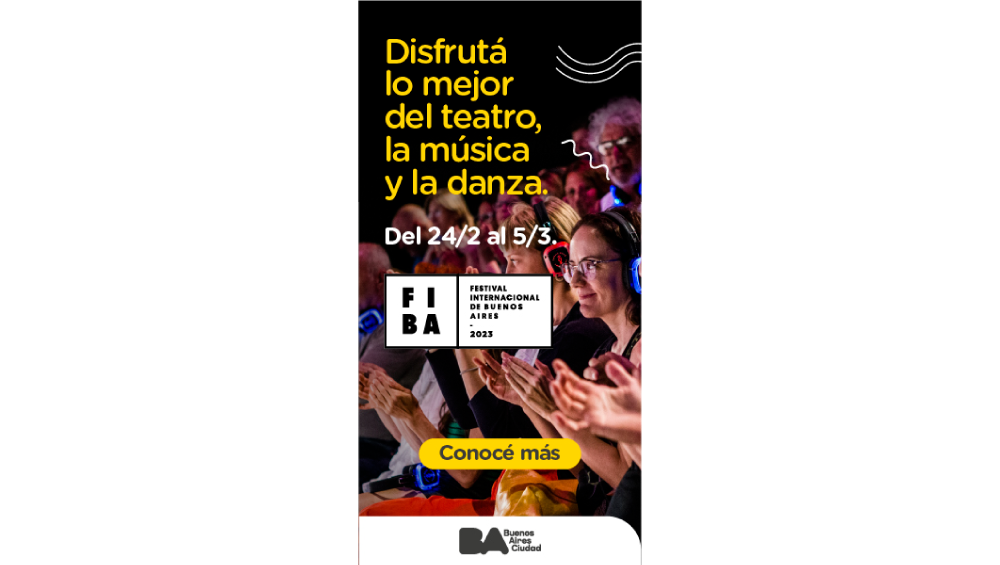 Disfrutá
lo mejor
del teatro,
la música
y la danza.
Del 24/2 al 5/3.
FI
BA
FESTIVAL
INTERNACIONAL
DE BUENOS
AIRES
-
2023
Conocé más
BA
Buenos
Aires
Ciudad